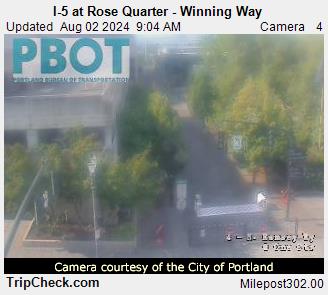 I-5 at Rose Quarter - Winning Way
Updated Aug 02 2024 9:04 AM Camera 4
PBOT
PORTLAND BUREAU OF TRANSPORTATION
Camera courtesy of the City of Portland
TripCheck.com Milepost302.00